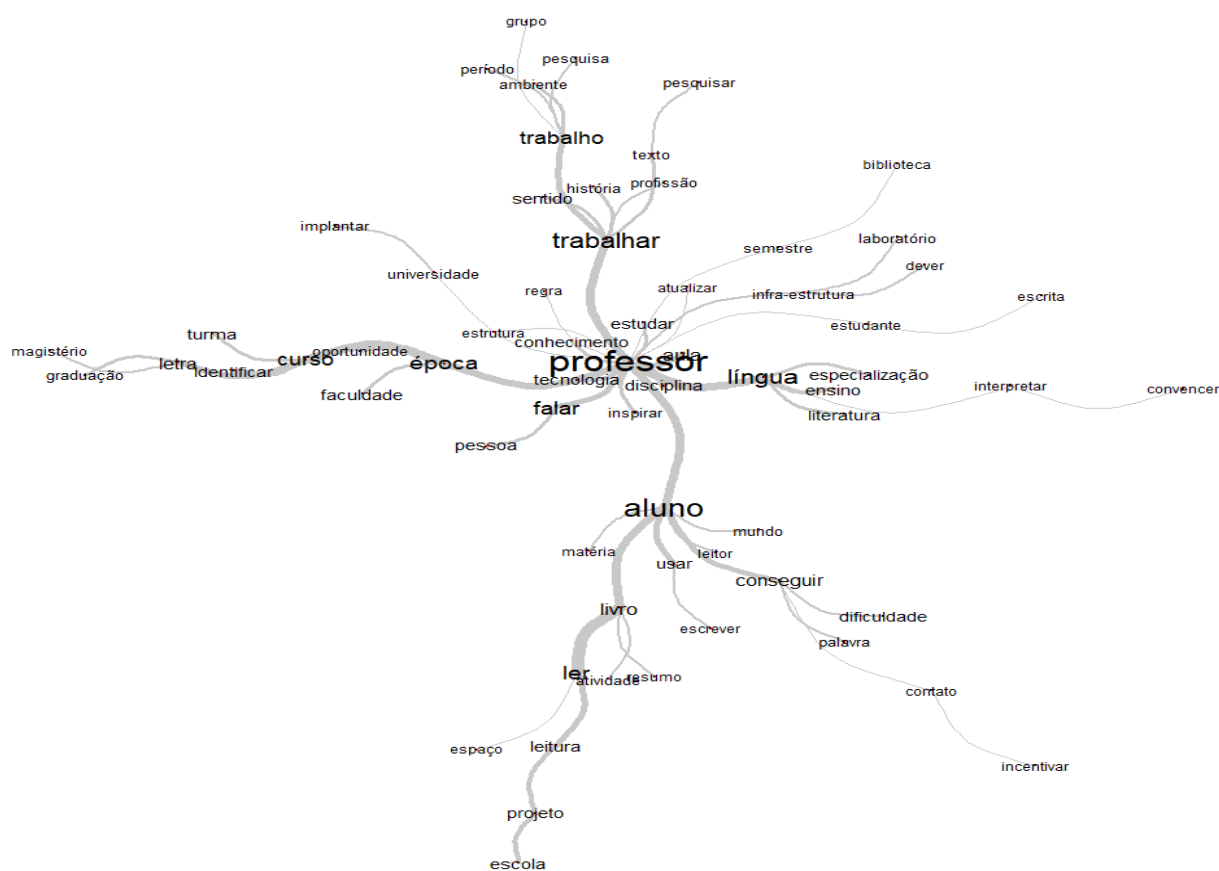 grupo
pesquisa
período
ambiente
pesquisar
trabalho
texto
biblioteca
história
profissão
sentido
implantar
trabalhar
laboratório
semestre
dever
universidade
regra
atualizar
infra-estrutura
escrita
estudar
estudante
turma
estrutura
conhecimento
magistério
letra
curso
oportunidade
época
professor
aula
graduação
identificar
tecnologia
disciplina
língua
especialização
faculdade
ensino
interpretar
convencer
falar
inspirar
literatura
pessoa
aluno
mundo
matéria
leitor
usar
conseguir
livro
dificuldade
escrever
palavra
ler
atividade
resumo
contato
espaço
leitura
incentivar
projeto
escola